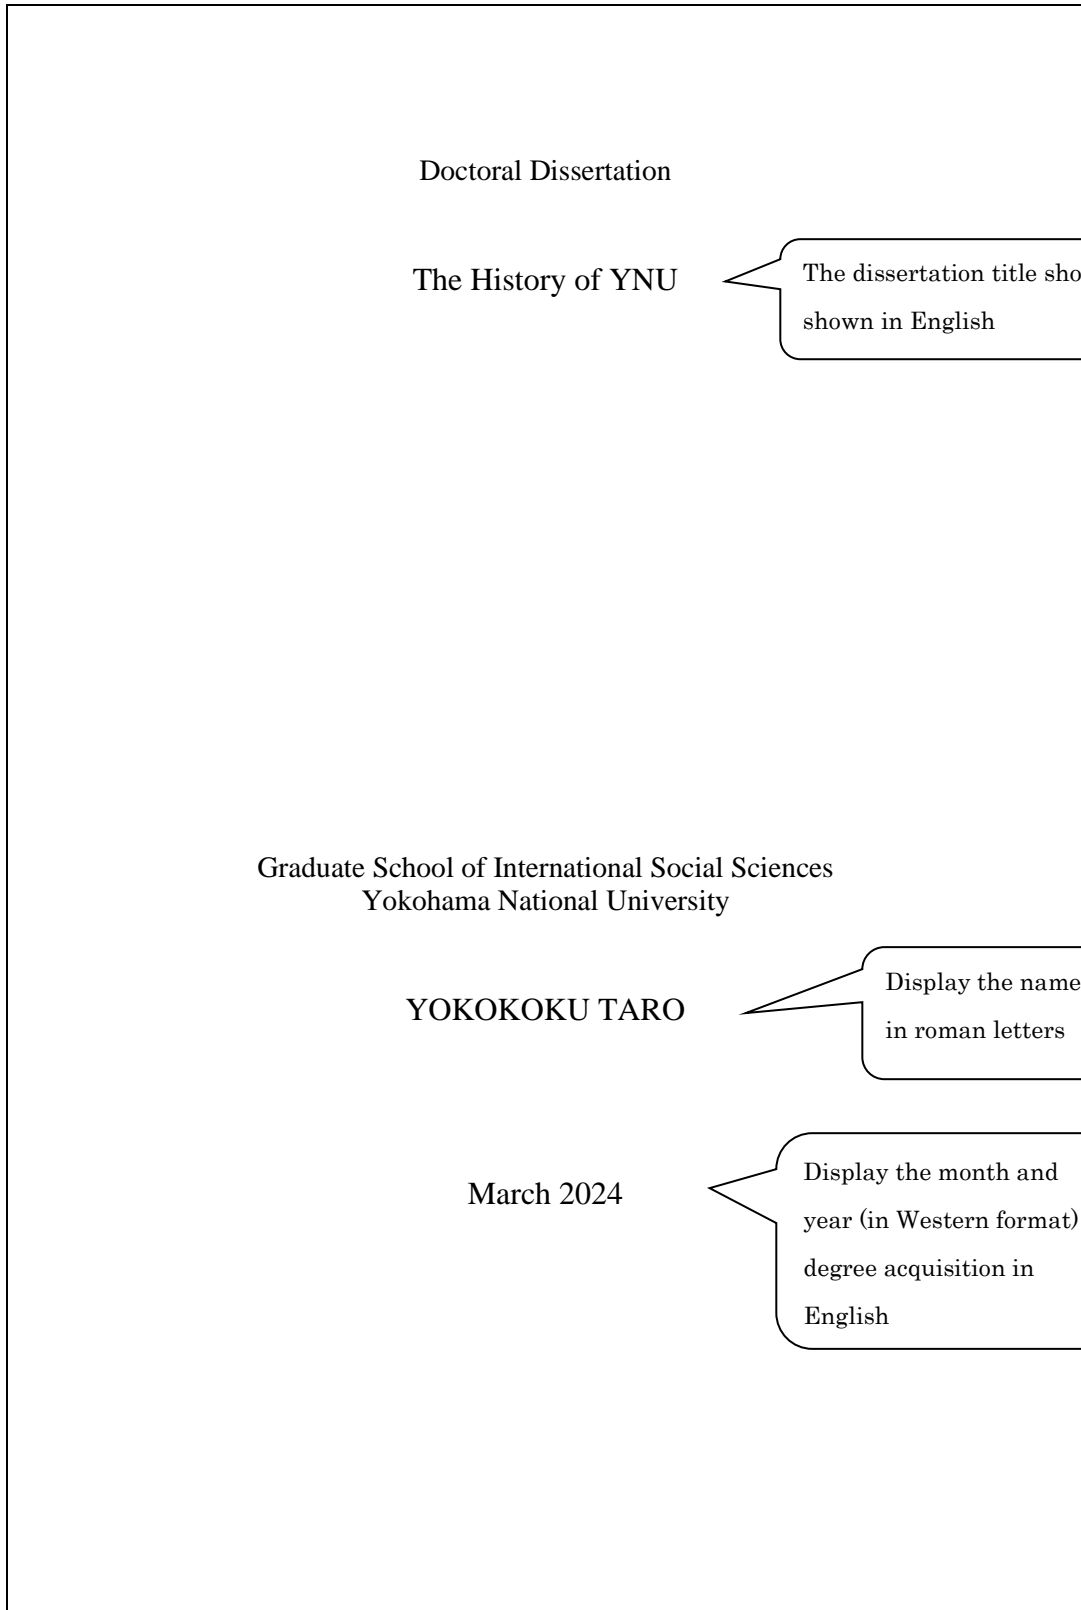 Doctoral Dissertation
The History of YNU
The dissertation title
shown in English
Graduate School of International Social Sciences
Yokohama National University
YOKOKOKU TARO
Display the name
in roman letters
March 2024
Display the month and
year (in Western format)
degree acquisition in
English